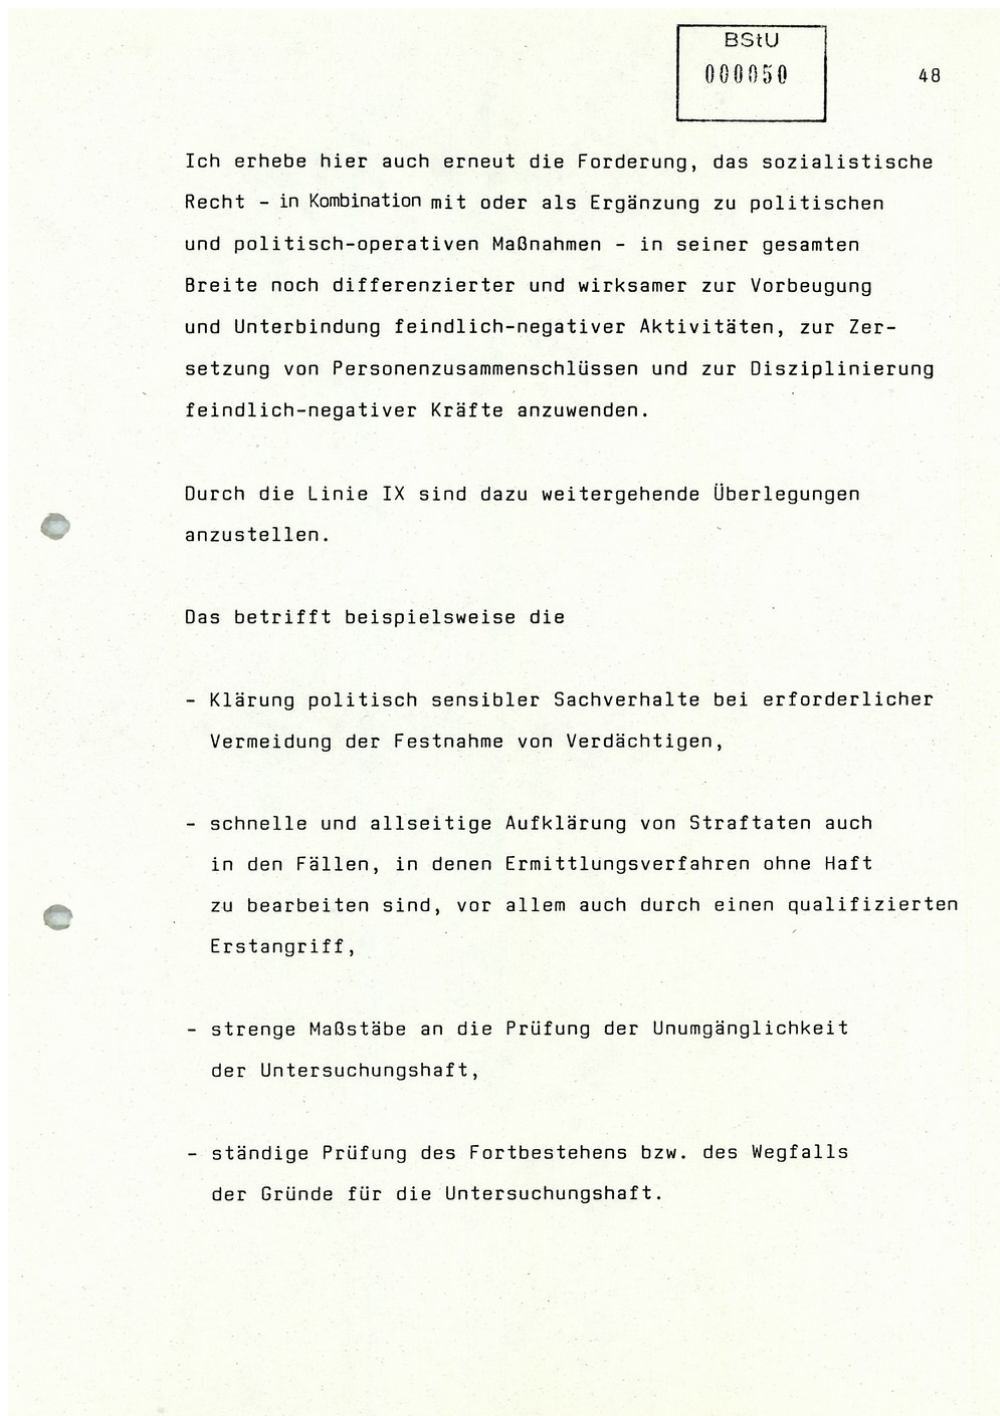 BStU
000050
48
Ich erhebe hier auch erneut die Forderung, das sozialistische
Recht - in Kombination mit oder als Ergänzung zu politischen
und politisch-operativen Maßnahmen - in seiner gesamten
Breite noch differenzierter und wirksamer zur Vorbeugung
und Unterbindung feindlich-negativer Aktivitäten, zur Zer-
setzung von Personenzusammenschlüssen und zur Disziplinierung
feindlich-negativer Kräfte anzuwenden.
Durch die Linie IX sind dazu weitergehende Überlegungen
anzustellen.
Das betrifft beispielsweise die
- Klärung politisch sensibler Sachverhalte bei erforderlicher
Vermeidung der Festnahme von Verdächtigen,
- schnelle und allseitige Aufklärung von Straftaten auch
in den Fällen, in denen Ermittlungsverfahren ohne Haft
zu bearbeiten sind, vor allem auch durch einen qualifizierten
Erstangriff,
- strenge Maßstäbe an die Prüfung der Unumgänglichkeit
der Untersuchungshaft,
- ständige Prüfung des Fortbestehens bzw. des Wegfalls
der Gründe für die Untersuchungshaft.